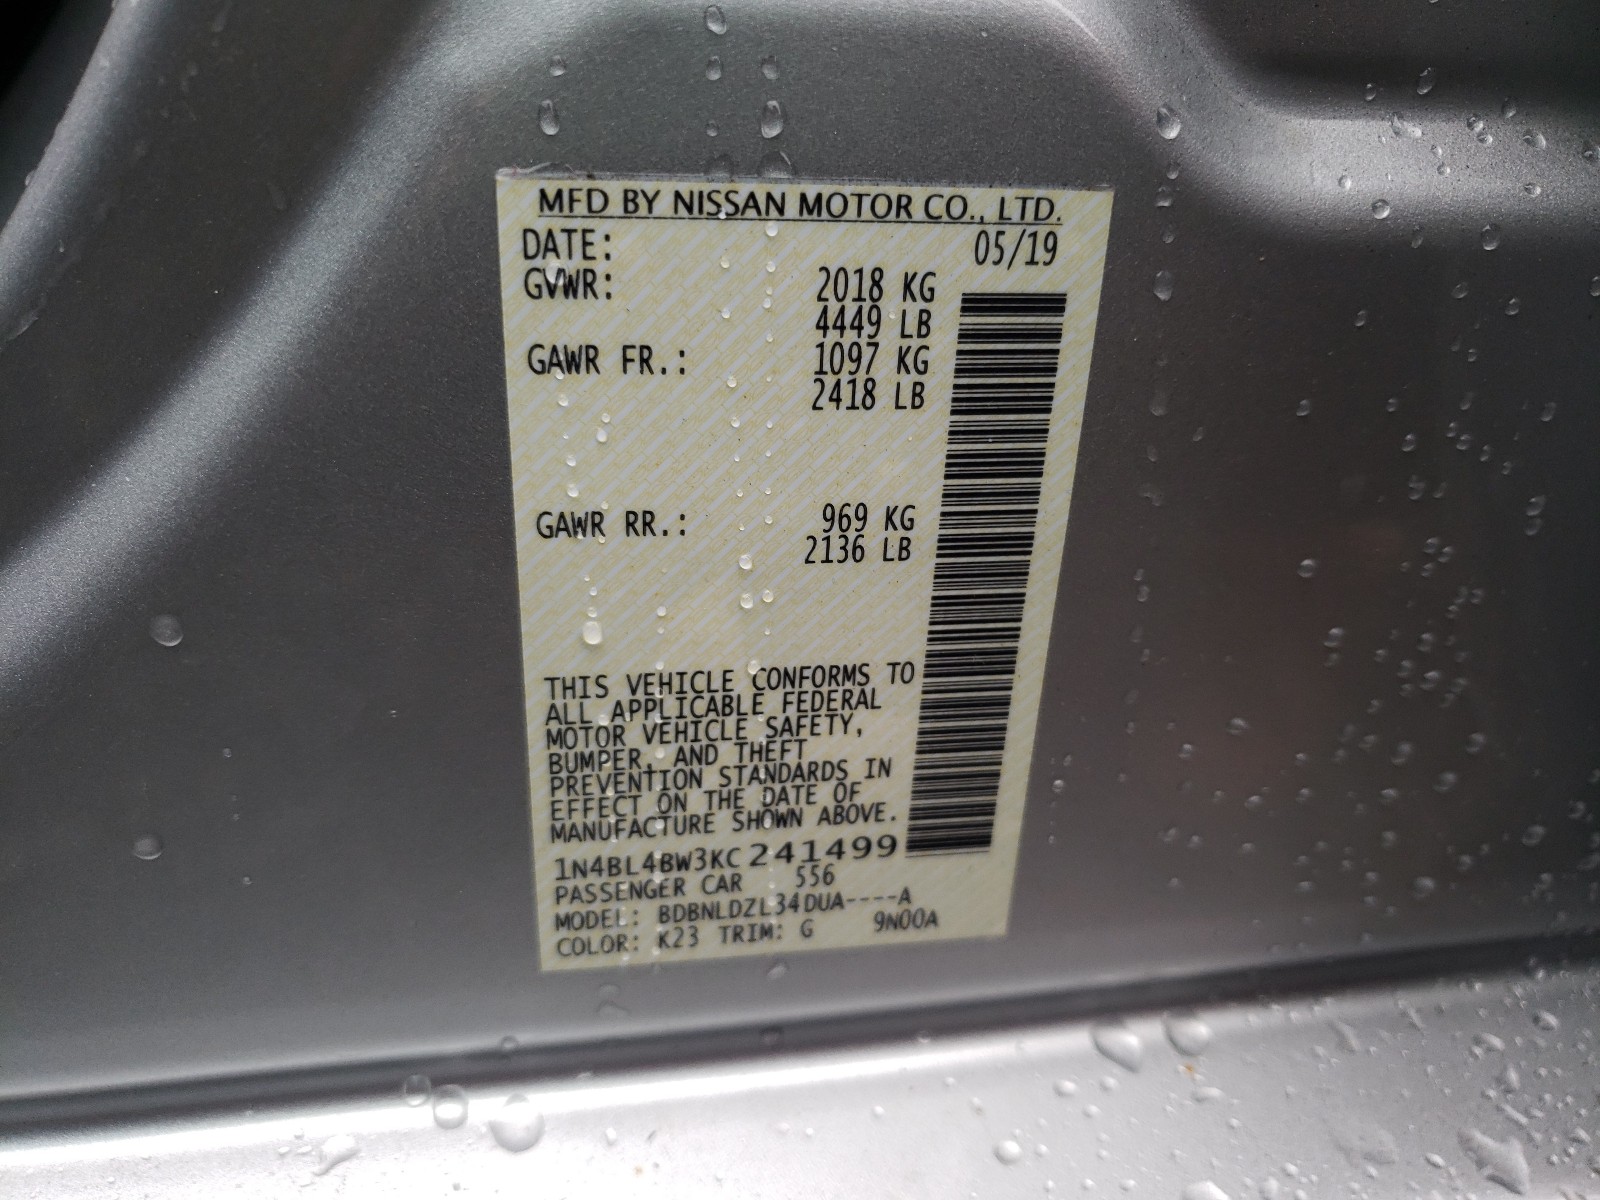 MFD BY NISSAN MOTOR CO., LTD.
DATE: 05/19
GVWR: 2018 KG
4449 LB
GAWR FR.: 1097 KG
2418 LB
GAWR RR.: 969 KG
2136 LB
THIS VEHICLE CONFORMS TO
ALL APPLICABLE FEDERAL
MOTOR VEHICLE SAFETY,
BUMPER, AND THEFT
PREVENTION STANDARDS IN
EFFECT ON THE DATE OF
MANUFACTURE SHOWN ABOVE.
1N4BL4BW3KC241499
PASSENGER CAR 556
MODEL: BDBNLDZL34DUA----A
COLOR: K23 TRIM: G 9N00A